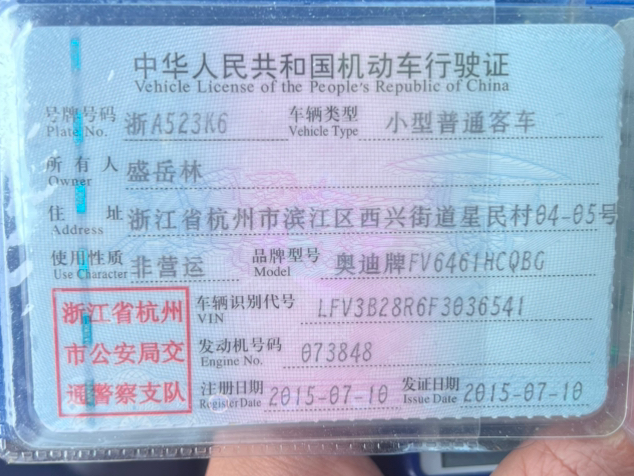 中华人民共和国机动车行驶证
Vehicle License of the People's Republic of China
号牌号码 浙A523K6 车辆类型 小型普通客车
Plate No. Vehicle Type
所有人 盛岳林
Owner
住址 浙江省杭州市滨江区西兴街道星民村04-05号
Address
使用性质 非营运 品牌型号 奥迪牌FV6461HCQBG
Use Character Model
浙江省杭州
市公安局交
通警察支队
车辆识别代号 LFV3B28R6F3036541
VIN
发动机号码 073848
Engine No.
注册日期 2015-07-10 发证日期 2015-07-10
Register Date Issue Date